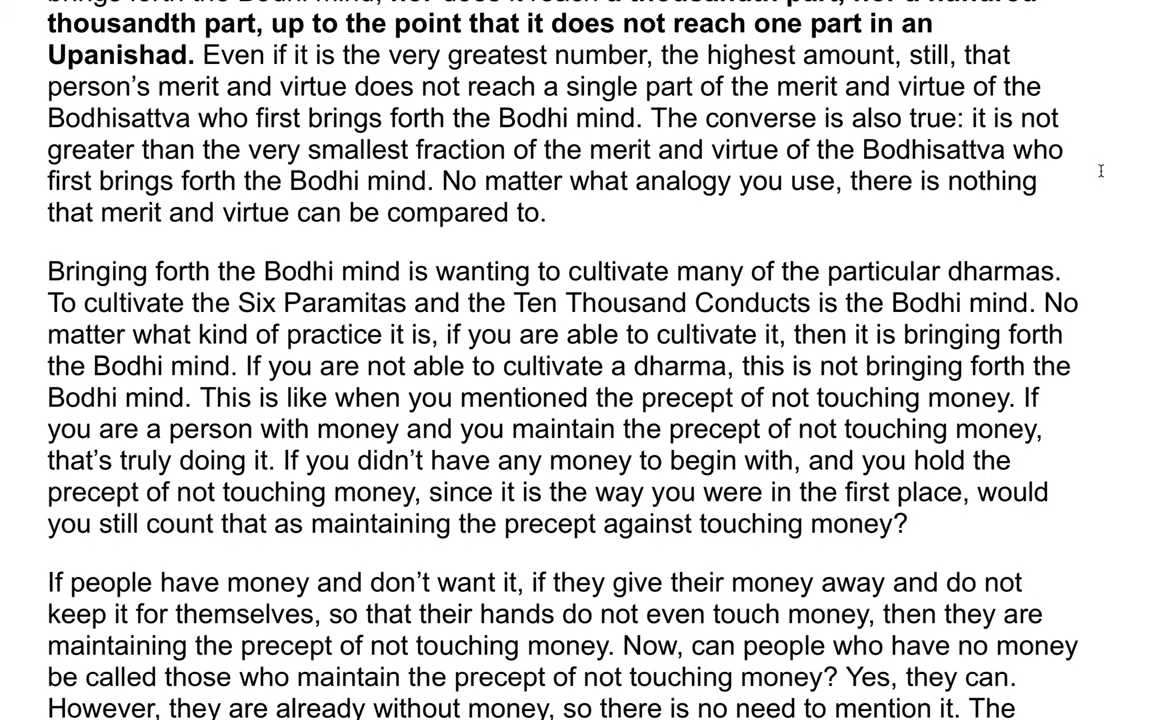 brings forth the Bodhi mind, nor does it reach a thousandth part, nor a hundred
thousandth part, up to the point that it does not reach one part in an
Upanishad. Even if it is the very greatest number, the highest amount, still, that
person’s merit and virtue does not reach a single part of the merit and virtue of the
Bodhisattva who first brings forth the Bodhi mind. The converse is also true: it is not
greater than the very smallest fraction of the merit and virtue of the Bodhisattva who
first brings forth the Bodhi mind. No matter what analogy you use, there is nothing
that merit and virtue can be compared to.
Bringing forth the Bodhi mind is wanting to cultivate many of the particular dharmas.
To cultivate the Six Paramitas and the Ten Thousand Conducts is the Bodhi mind. No
matter what kind of practice it is, if you are able to cultivate it, then it is bringing forth
the Bodhi mind. If you are not able to cultivate a dharma, this is not bringing forth the
Bodhi mind. This is like when you mentioned the precept of not touching money. If
you are a person with money and you maintain the precept of not touching money,
that’s truly doing it. If you didn’t have any money to begin with, and you hold the
precept of not touching money, since it is the way you were in the first place, would
you still count that as maintaining the precept against touching money?
If people have money and don’t want it, if they give their money away and do not
keep it for themselves, so that their hands do not even touch money, then they are
maintaining the precept of not touching money. Now, can people who have no money
be called those who maintain the precept of not touching money? Yes, they can.
However, they are already without money, so there is no need to mention it. The